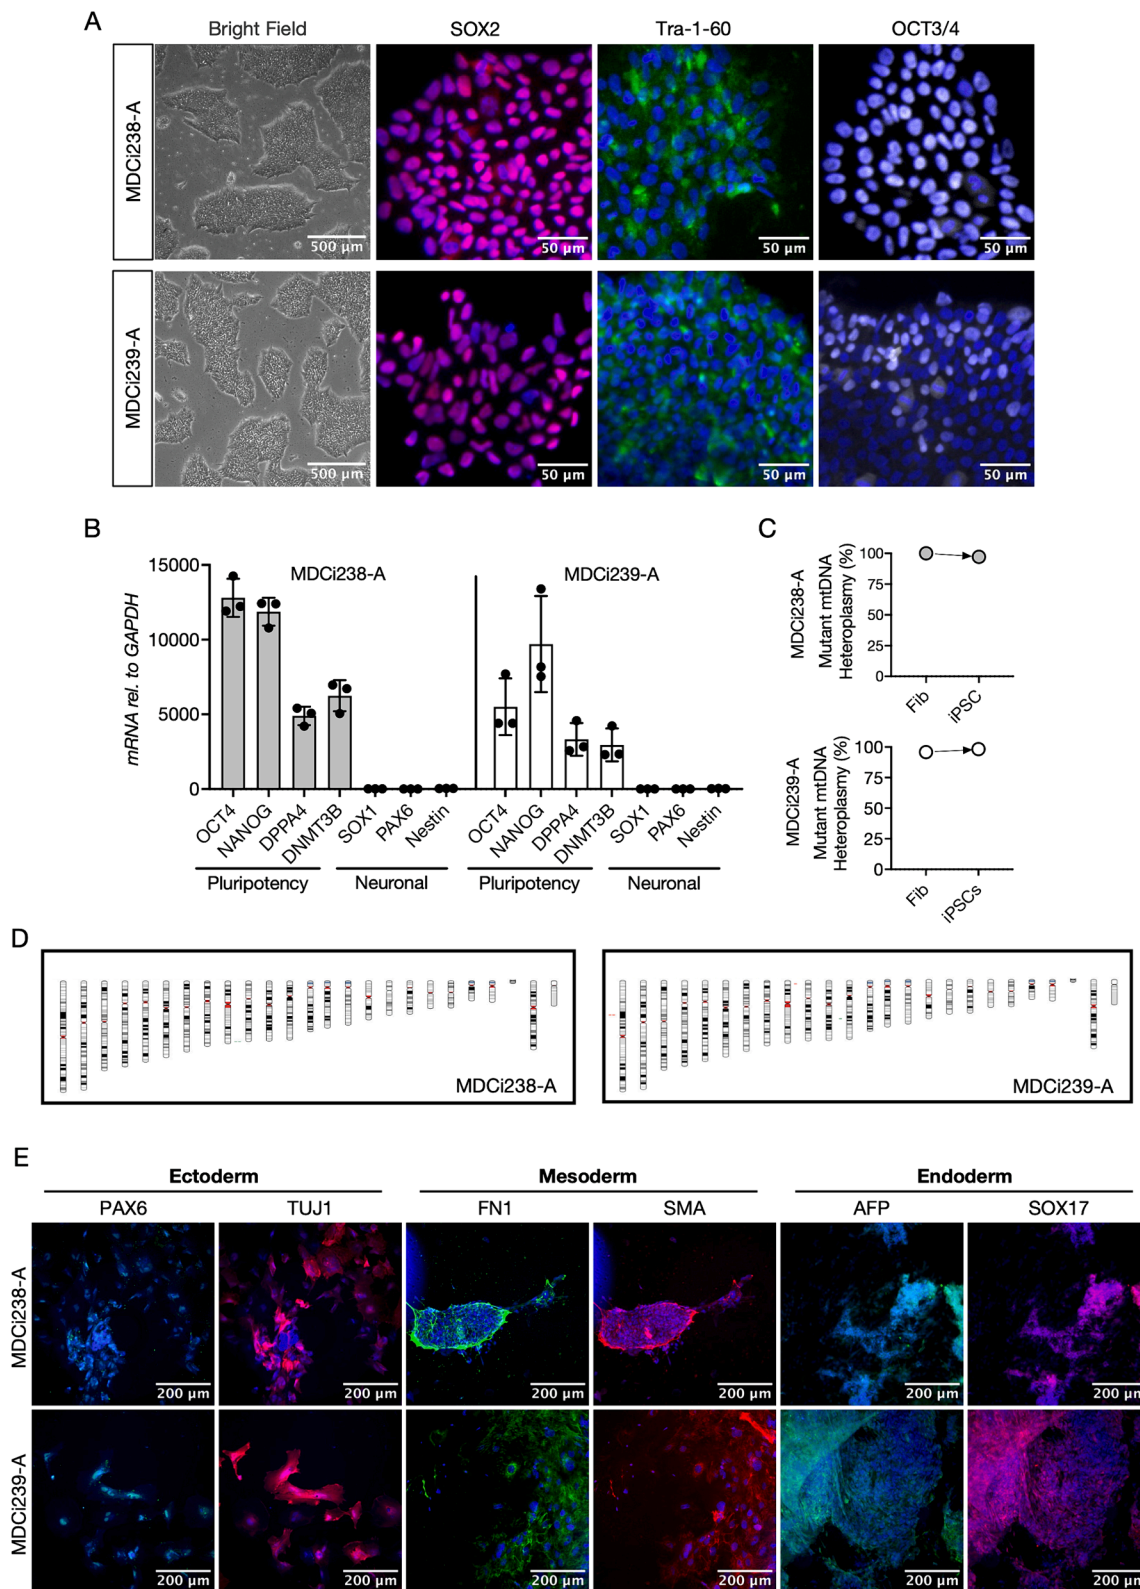 A
Bright Field SOX2 Tra-1-60 OCT3/4
MDCi238-A
500 µm 50 µm 50 µm 50 µm
MDCi239-A
500 µm 50 µm 50 µm 50 µm
B
mRNA rel. to GAPDH
15000
10000
5000
0
MDCi238-A MDCi239-A
OCT4 NANOG DPPA4 DNMT3B SOX1 PAX6 Nestin OCT4 NANOG DPPA4 DNMT3B SOX1 PAX6 Nestin
Pluripotency Neuronal Pluripotency Neuronal
C
MDCi238-A
Mutant mtDNA
Heteroplasmy (%)
100
75
50
25
0
Fib iPSC
MDCi239-A
Mutant mtDNA
Heteroplasmy (%)
100
75
50
25
0
Fib iPSCs
D
MDCi238-A MDCi239-A
E
Ectoderm Mesoderm Endoderm
PAX6 TUJ1 FN1 SMA AFP SOX17
MDCi238-A
200 µm 200 µm 200 µm 200 µm 200 µm 200 µm
MDCi239-A
200 µm 200 µm 200 µm 200 µm 200 µm 200 µm